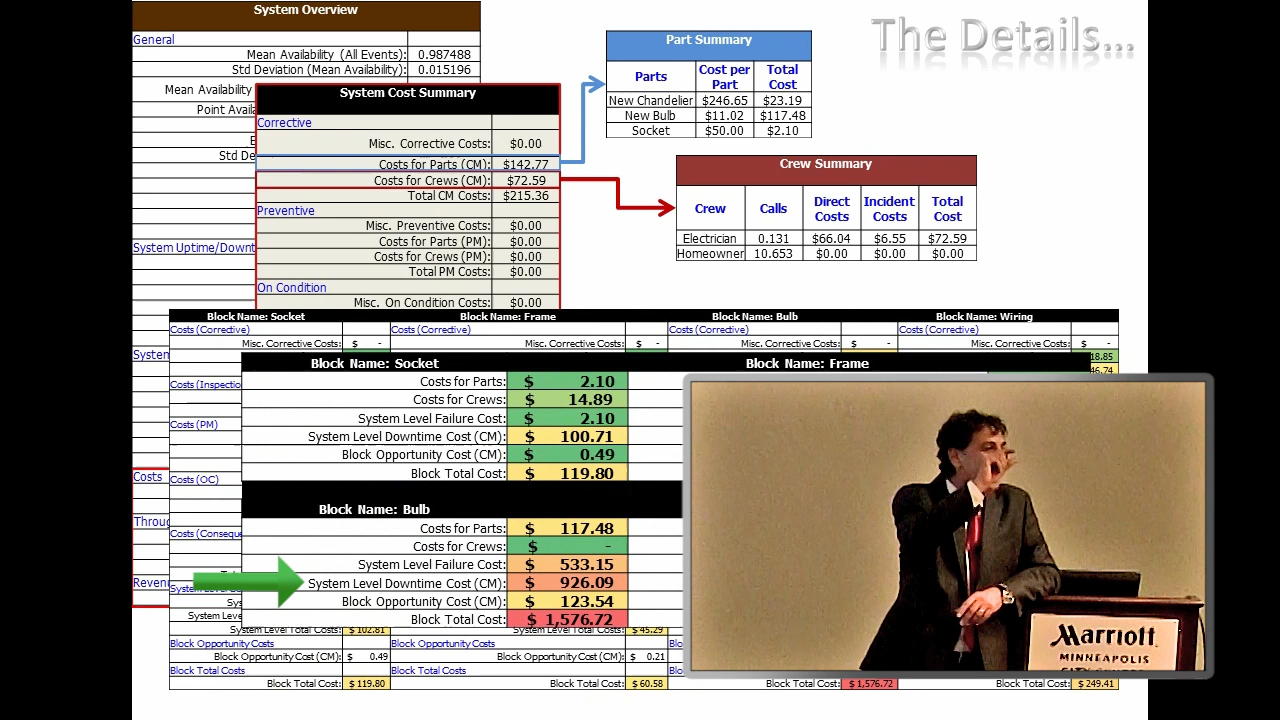 System Overview
The Details...
General
Mean Availability (All Events): 0.987488
Std Deviation (Mean Availability): 0.015196
Mean Availability
Point Avail
Std De
System Uptime/Downt
System
Costs
Throu
Reven
System Cost Summary
Corrective
Misc. Corrective Costs: $0.00
Costs for Parts (CM): $142.77
Costs for Crews (CM): $72.59
Total CM Costs: $215.36
Preventive
Misc. Preventive Costs: $0.00
Costs for Parts (PM): $0.00
Costs for Crews (PM): $0.00
Total PM Costs: $0.00
On Condition
Misc. On Condition Costs: $0.00
Part Summary
Parts Cost per Part Total Cost
New Chandelier $246.65 $23.19
New Bulb $11.02 $117.48
Socket $50.00 $2.10
Crew Summary
Crew Calls Direct Costs Incident Costs Total Cost
Electrician 0.131 $66.04 $6.55 $72.59
Homeowner 10.653 $0.00 $0.00 $0.00
Block Name: Socket Block Name: Frame Block Name: Bulb Block Name: Wiring
Costs (Corrective) Costs (Corrective) Costs (Corrective) Costs (Corrective)
Misc. Corrective Costs: $ - Misc. Corrective Costs: $ - Misc. Corrective Costs: $ - Misc. Corrective Costs: $ -
18.85
46.74
Costs (Inspectio
Costs (PM)
Costs (OC)
Costs (Conseque
Block Name: Socket Block Name: Frame
Costs for Parts: $ 2.10
Costs for Crews: $ 14.89
System Level Failure Cost: $ 2.10
System Level Downtime Cost (CM): $ 100.71
Block Opportunity Cost (CM): $ 0.49
Block Total Cost: $ 119.80
Block Name: Bulb
Costs for Parts: $ 117.48
Costs for Crews: $ -
System Level Failure Cost: $ 533.15
System Level Downtime Cost (CM): $ 926.09
Block Opportunity Cost (CM): $ 123.54
Block Total Cost: $ 1,576.72
System Level Total Costs: $ 102.81 System Level Total Costs: $ 45.29
Block Opportunity Costs Block Opportunity Costs
Block Opportunity Cost (CM): $ 0.49 Block Opportunity Cost (CM): $ 0.21
Block Total Costs Block Total Costs
Block Total Cost: $ 119.80 Block Total Cost: $ 60.58 Block Total Cost: $ 1,576.72 Block Total Cost: $ 249.41
Marriott
MINNEAPOLIS
CITY CENTER